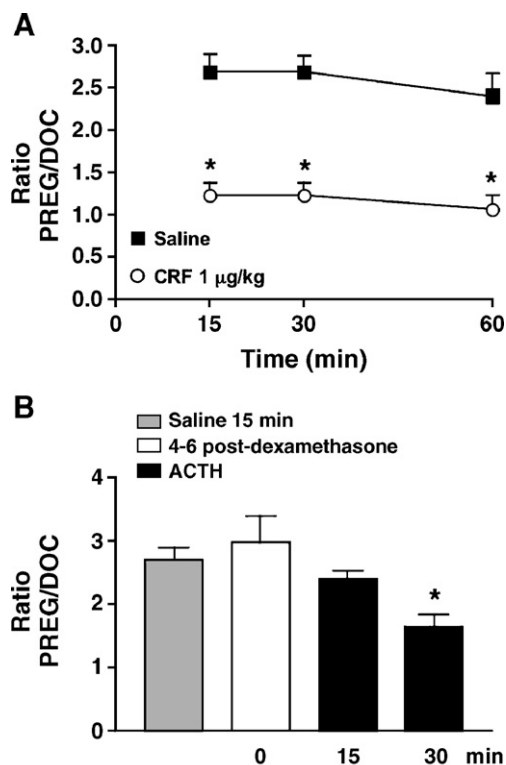 A
3.0
2.5
2.0
1.5
1.0
0.5
0.0
Ratio
PREG/DOC
* * *
Saline
CRF 1 μg/kg
0 15 30 60
Time (min)
B
Saline 15 min
4-6 post-dexamethasone
ACTH
4
3
2
1
0
Ratio
PREG/DOC
*
0 15 30 min